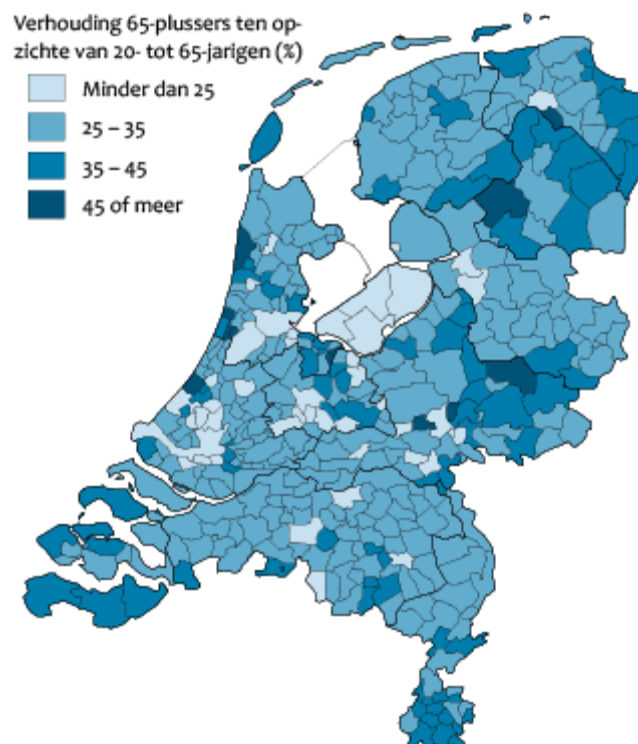 Verhouding 65-plussers ten op-
zichte van 20- tot 65-jarigen (%)
Minder dan 25
25 – 35
35 – 45
45 of meer